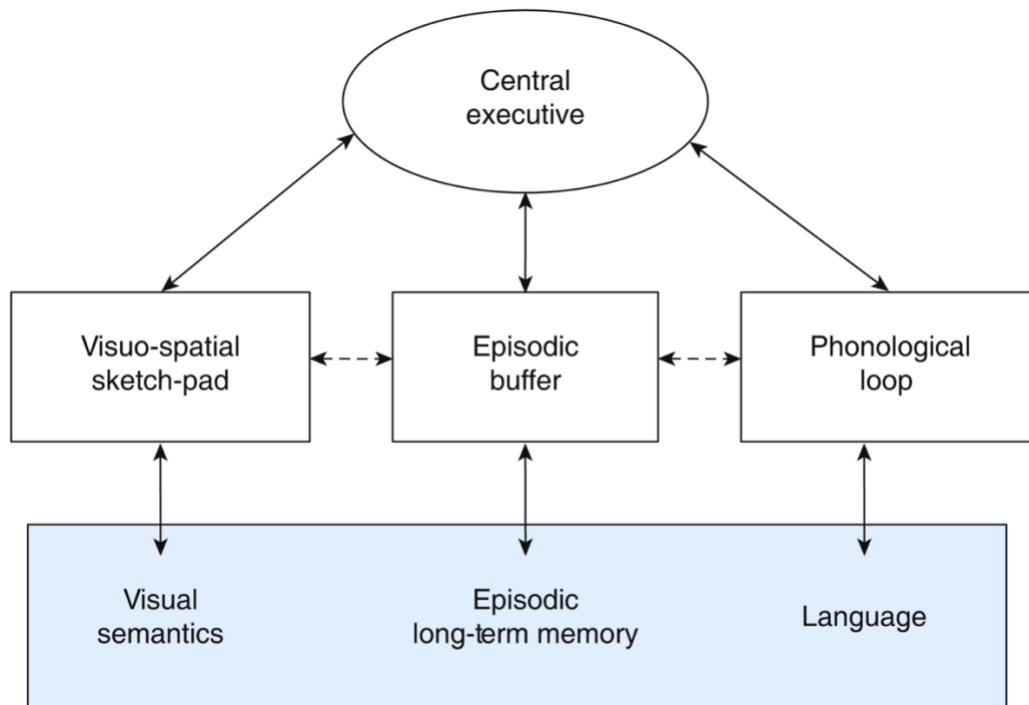 Central
executive
Visuo-spatial
sketch-pad
Episodic
buffer
Phonological
loop
Visual
semantics
Episodic
long-term memory
Language